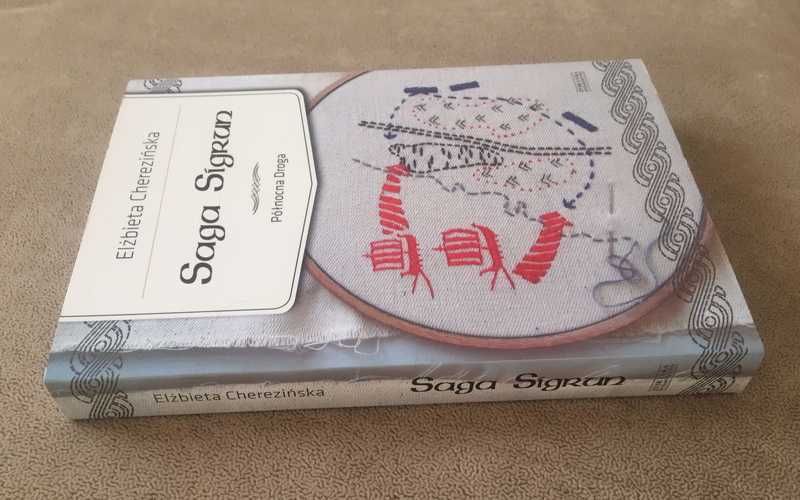 Elżbieta Cherezińska
Saga Sigrun
Północna Droga
Elżbieta Cherezińska
Saga Sigrun